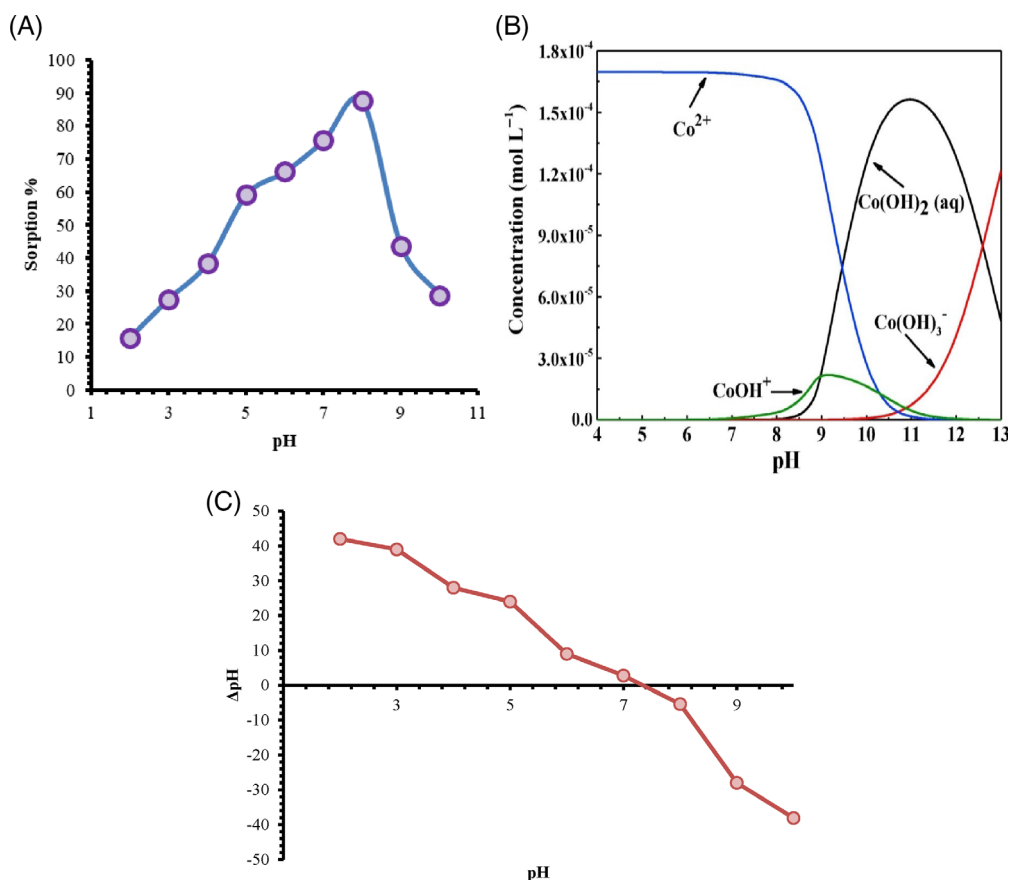 (A)
Sorption %
100
90
80
70
60
50
40
30
20
10
0
1 3 5 7 9 11
pH
(B)
Concentration (mol L⁻¹)
1.8x10⁻⁴
1.5x10⁻⁴
1.2x10⁻⁴
9.0x10⁻⁵
6.0x10⁻⁵
3.0x10⁻⁵
0.0
Co²⁺
Co(OH)₂ (aq)
Co(OH)₃⁻
CoOH⁺
4 5 6 7 8 9 10 11 12 13
pH
(C)
ΔpH
50
40
30
20
10
0
-10
-20
-30
-40
-50
3 5 7 9
pH